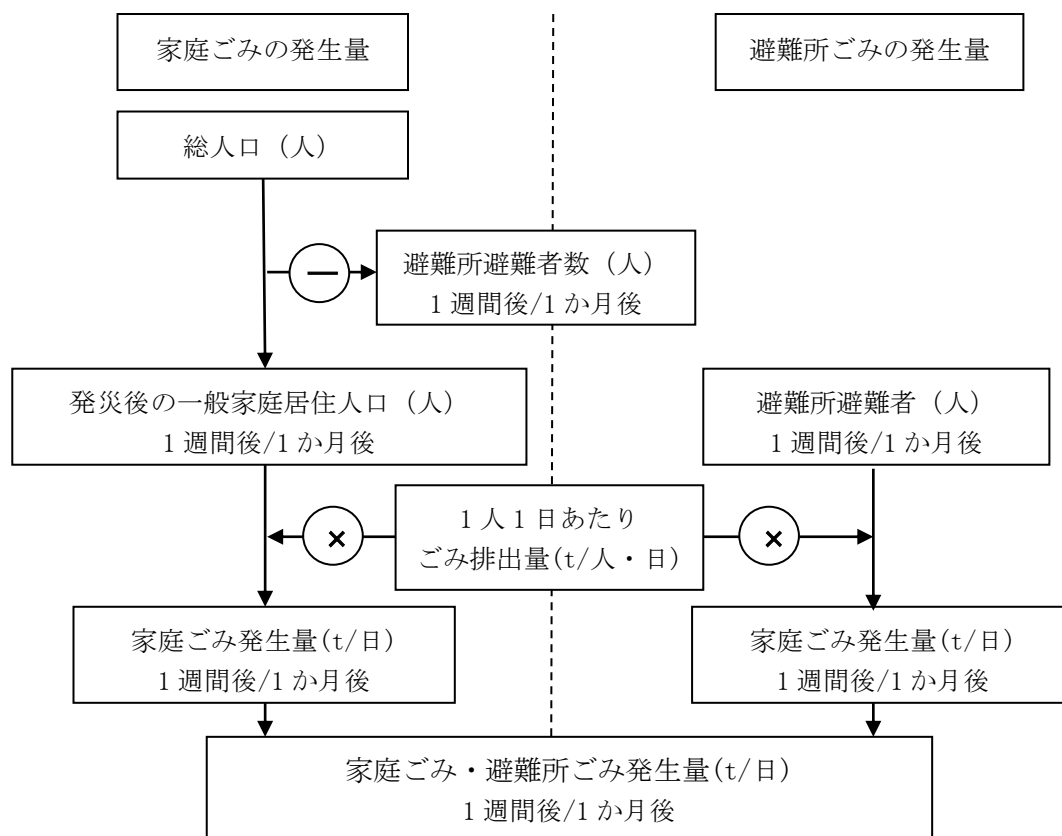 家庭ごみの発生量
避難所ごみの発生量
総人口 (人)
－
避難所避難者数 (人)
1 週間後/1 か月後
発災後の一般家庭居住人口 (人)
1 週間後/1 か月後
避難所避難者 (人)
1 週間後/1 か月後
×
1 人 1 日あたり
ごみ排出量(t/人・日)
×
家庭ごみ発生量(t/日)
1 週間後/1 か月後
家庭ごみ発生量(t/日)
1 週間後/1 か月後
家庭ごみ・避難所ごみ発生量(t/日)
1 週間後/1 か月後